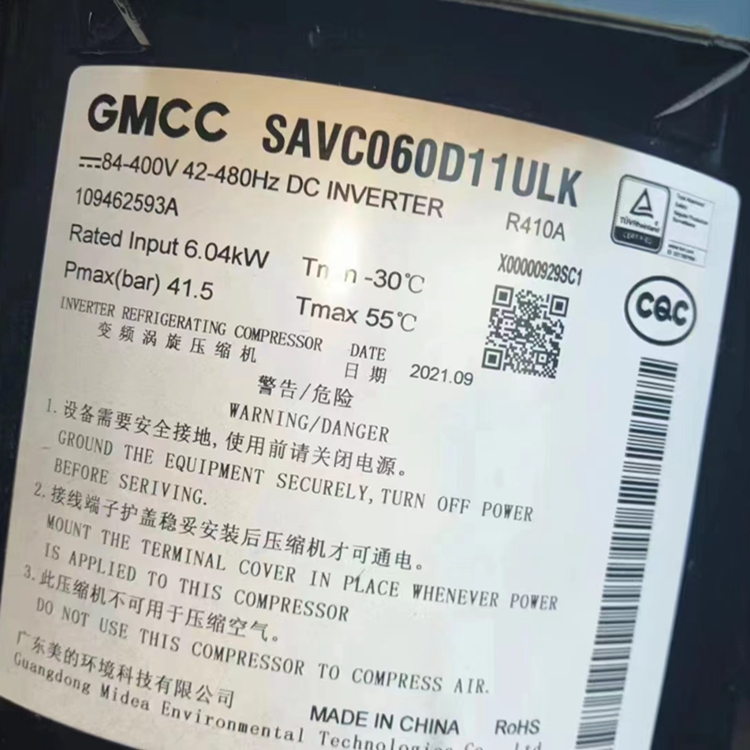 GMCC SAVC060D11ULK
⎓84-400V 42-480Hz DC INVERTER R410A
109462593A
X00000929SC1
Rated Input 6.04kW
Tmin -30℃
Pmax(bar) 41.5
Tmax 55℃
TÜVRheinland
CERTIFIED
CQC
INVERTER REFRIGERATING COMPRESSOR
变频涡旋压缩机
DATE
日期 2021.09
警告/危险
WARNING/DANGER
1.设备需要安全接地,使用前请关闭电源。
GROUND THE EQUIPMENT SECURELY,TURN OFF POWER
BEFORE SERIVING.
2.接线端子护盖稳妥安装后压缩机才可通电。
MOUNT THE TERMINAL COVER IN PLACE WHENEVER POWER
IS APPLIED TO THIS COMPRESSOR
3.此压缩机不可用于压缩空气。
DO NOT USE THIS COMPRESSOR TO COMPRESS AIR.
广东美的环境科技有限公司
Guangdong Midea Environmental Technologies Co., Ltd
MADE IN CHINA RoHS